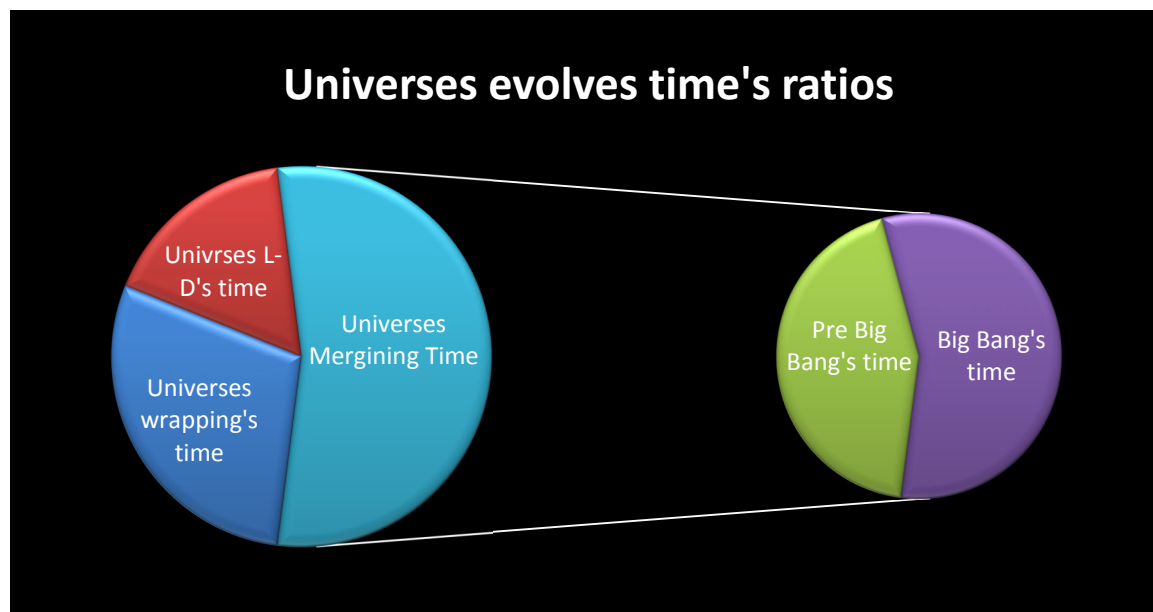 Universes evolves time's ratios
Univrses L-
D's time
Universes
Mergining Time
Universes
wrapping's
time
Pre Big
Bang's time
Big Bang's
time